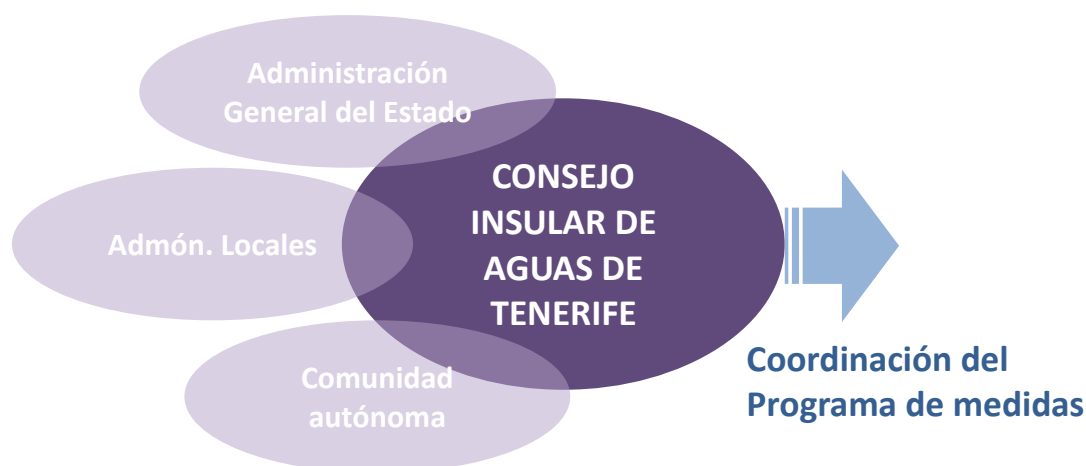 Administración
General del Estado
Admón. Locales
Comunidad
autónoma
CONSEJO
INSULAR DE
AGUAS DE
TENERIFE
Coordinación del
Programa de medidas